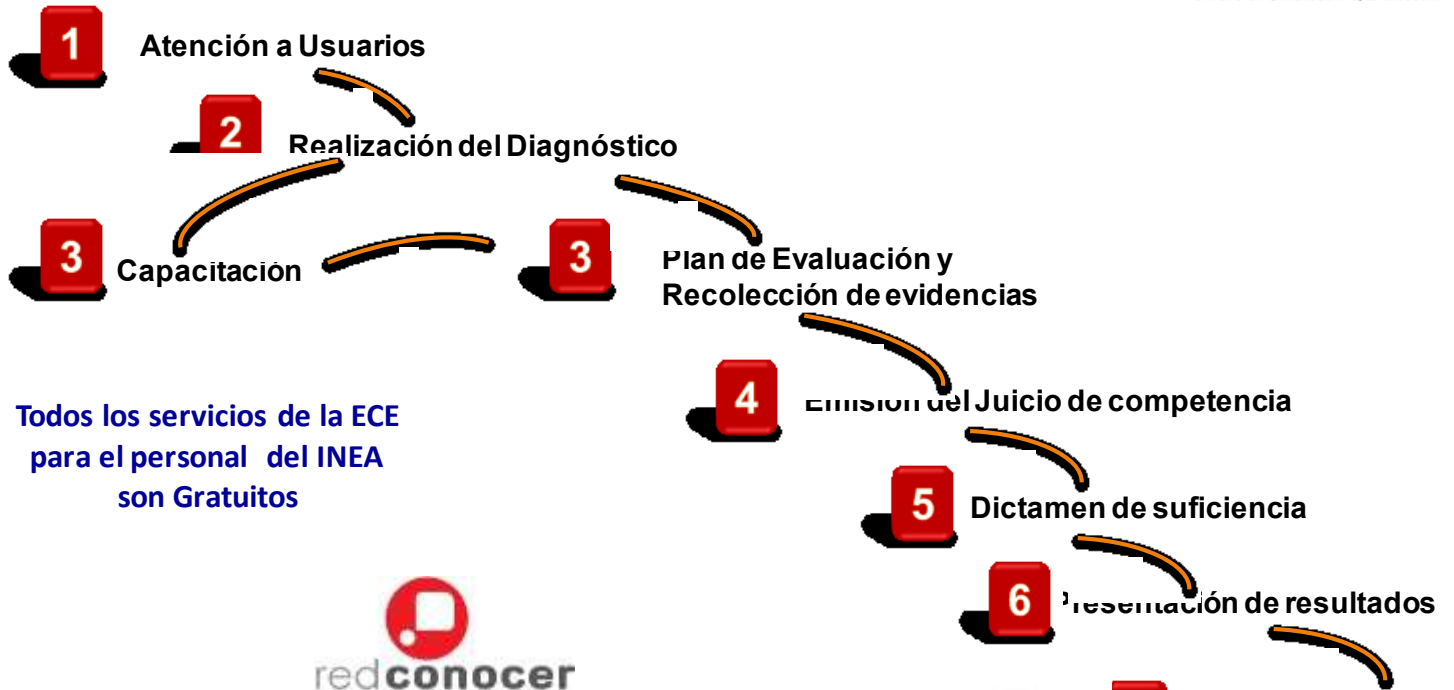 1 Atención a Usuarios
2 Realización del Diagnóstico
3 Capacitación
3 Plan de Evaluación y
Recolección de evidencias
4 Emisión del Juicio de competencia
5 Dictamen de suficiencia
6 Presentación de resultados
Todos los servicios de la ECE
para el personal del INEA
son Gratuitos
redconocer